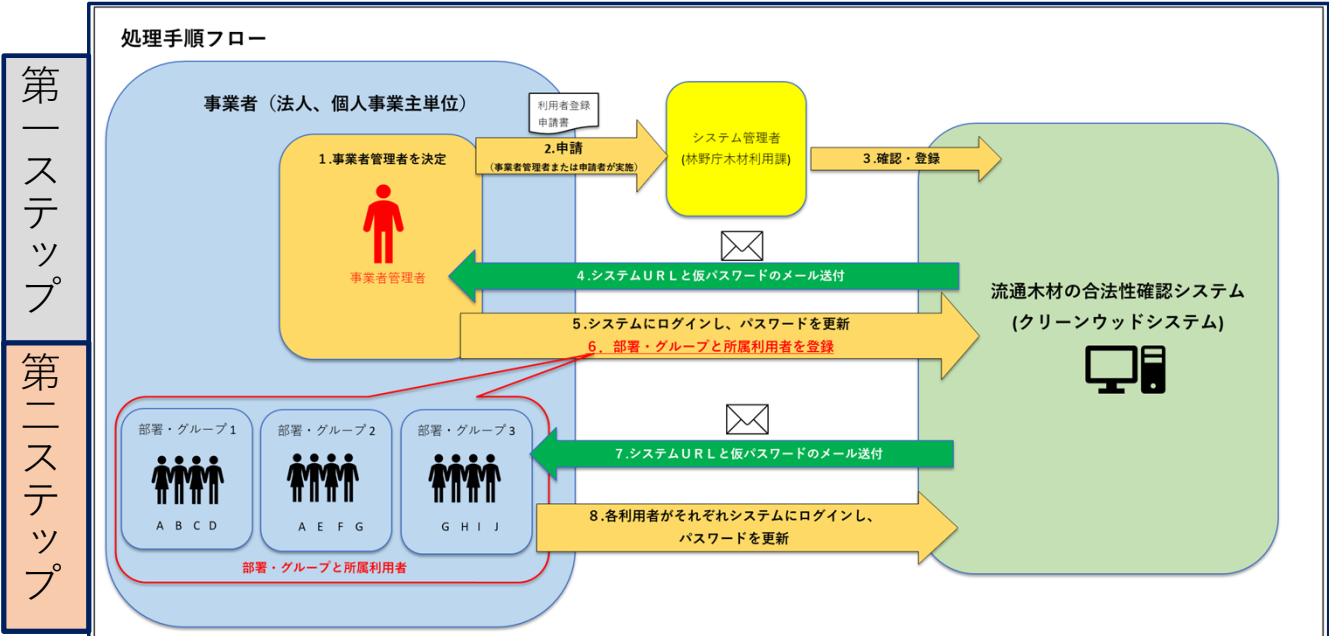 処理手順フロー
第一ステップ
事業者（法人、個人事業主単位）
利用者登録
申請書
1.事業者管理者を決定
2.申請
（事業者管理者または申請者が実施）
システム管理者
(林野庁木材利用課)
3.確認・登録
事業者管理者
4.システムＵＲＬと仮パスワードのメール送付
流通木材の合法性確認システム
(クリーンウッドシステム)
5.システムにログインし、パスワードを更新
６．部署・グループと所属利用者を登録
第二ステップ
部署・グループ1
部署・グループ2
部署・グループ3
A B C D
A E F G
G H I J
部署・グループと所属利用者
7.システムＵＲＬと仮パスワードのメール送付
８.各利用者がそれぞれシステムにログインし、
パスワードを更新